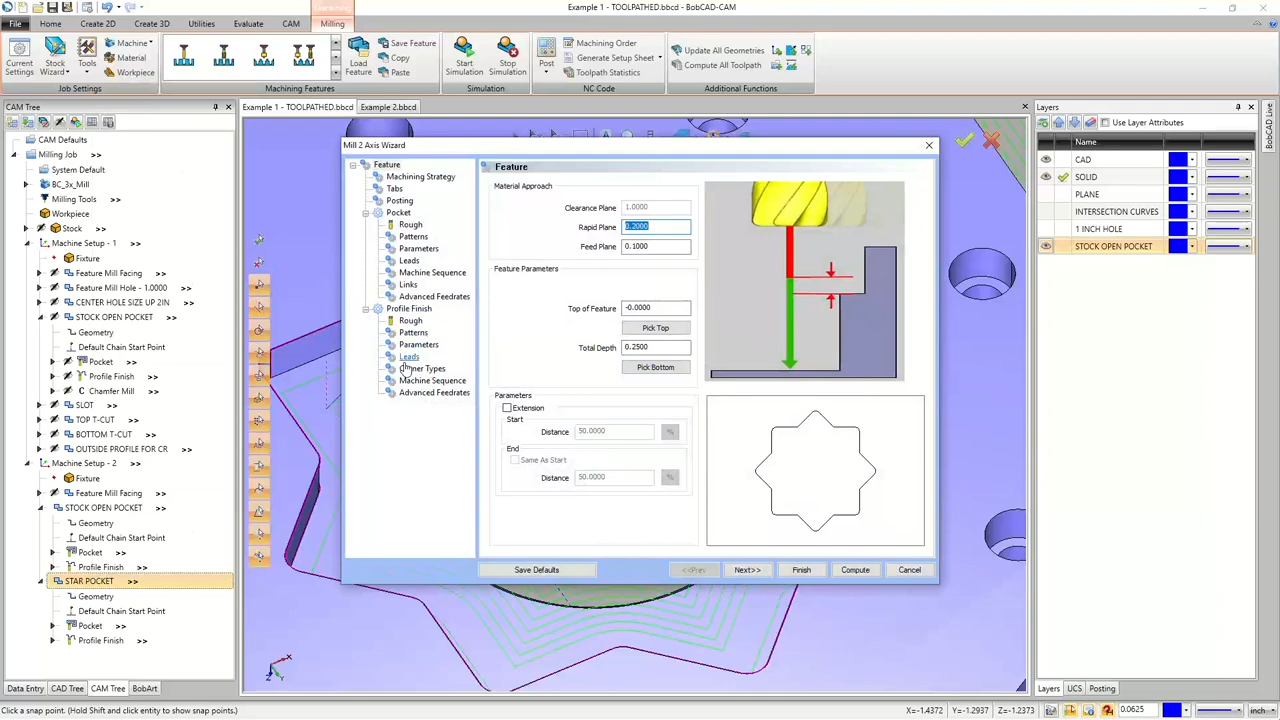 Machining
Example 1 - TOOLPATHED.bbcd - BobCAD-CAM
File
Home
Create 2D
Create 3D
Utilities
Evaluate
CAM
Milling
Current Settings
Stock Wizard
Tools
Machine
Material
Workpiece
Job Settings
Machining Features
Load Feature
Save Feature
Copy
Paste
Start Simulation
Stop Simulation
Simulation
Post
Machining Order
Generate Setup Sheet
Toolpath Statistics
NC Code
Update All Geometries
Compute All Toolpath
Additional Functions
CAM Tree
CAM Defaults
Milling Job >>
System Default
BC_3x_Mill >>
Milling Tools >>
Workpiece
Stock >>
Machine Setup - 1 >>
Fixture
Feature Mill Facing >>
Feature Mill Hole - 1.0000 >>
CENTER HOLE SIZE UP 2IN >>
STOCK OPEN POCKET >>
Geometry
Default Chain Start Point
Pocket >>
Profile Finish >>
Chamfer Mill >>
SLOT >>
TOP T-CUT >>
BOTTOM T-CUT >>
OUTSIDE PROFILE FOR CR >>
Machine Setup - 2 >>
Fixture
Feature Mill Facing >>
STOCK OPEN POCKET >>
Geometry
Default Chain Start Point
Pocket >>
Profile Finish >>
STAR POCKET >>
Geometry
Default Chain Start Point
Pocket >>
Profile Finish >>
Data Entry
CAD Tree
CAM Tree
BobArt
Example 1 - TOOLPATHED.bbcd
Example 2.bbcd
Mill 2 Axis Wizard
Feature
Machining Strategy
Tabs
Posting
Pocket
Rough
Patterns
Parameters
Leads
Machine Sequence
Links
Advanced Feedrates
Profile Finish
Rough
Patterns
Parameters
Leads
Machine Sequence
Advanced Feedrates
Feature
Material Approach
Clearance Plane 1.0000
Rapid Plane 0.2000
Feed Plane 0.1000
Feature Parameters
Top of Feature -0.0000
Pick Top
Total Depth 0.2500
Pick Bottom
Parameters
Extension
Start
Distance 50.0000
End
Same As Start
Distance 50.0000
Save Defaults
<<Prev
Next>>
Finish
Compute
Cancel
Layers
Use Layer Attributes
Name
CAD
SOLID
PLANE
INTERSECTION CURVES
1 INCH HOLE
STOCK OPEN POCKET
Layers
UCS
Posting
BobCAD Live
Click a snap point. (Hold Shift and click entity to show snap points.)
X=-1.4372 Y=-1.2937 Z=-1.2373
0.0625
inch